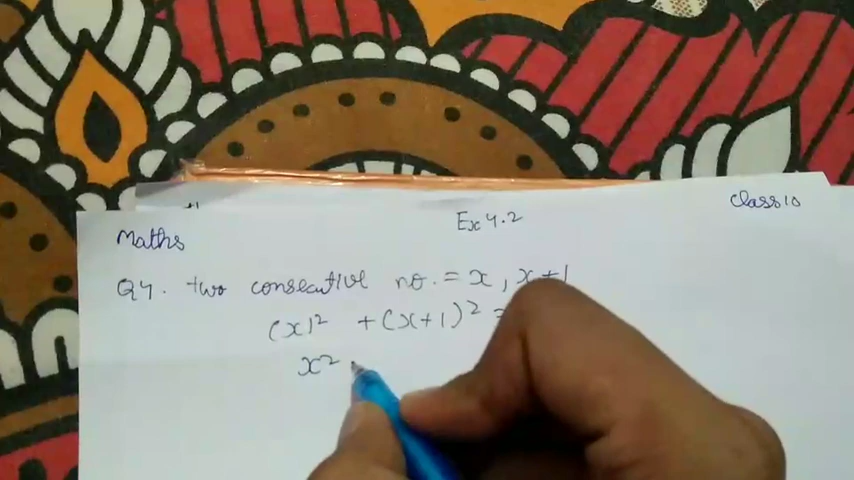 Maths Ex 4.2 Class 10
Q4. two consecutive no. = x, x+1
(x)² + (x+1)² =
x²